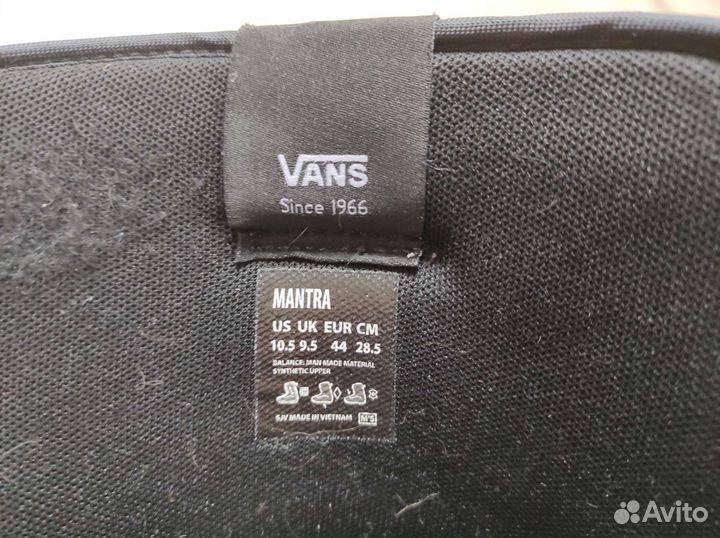 VANS
Since 1966
MANTRA
US UK EUR CM
10.5 9.5 44 28.5
BALANCE: MAN MADE MATERIAL
SYNTHETIC UPPER
SJV MADE IN VIETNAM M'S
Avito